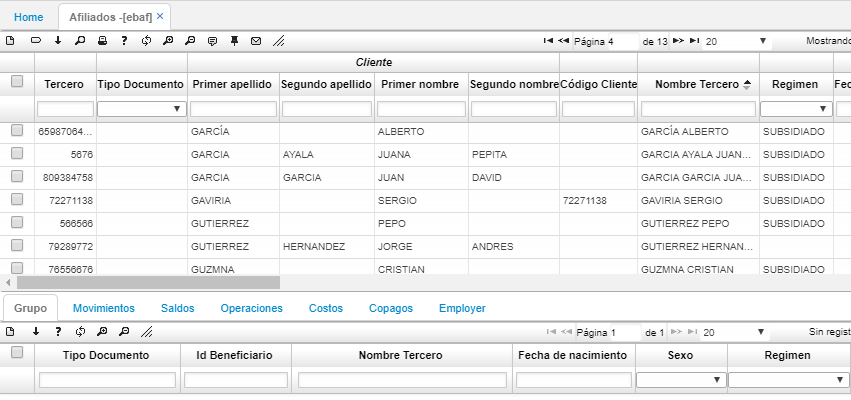 Home Afiliados -[ebaf] ×
Página 4 de 13 20 Mostrando
Cliente
Tercero Tipo Documento Primer apellido Segundo apellido Primer nombre Segundo nombre Código Cliente Nombre Tercero Regimen Fec
65987064... GARCÍA ALBERTO GARCÍA ALBERTO SUBSIDIADO
5676 GARCIA AYALA JUANA PEPITA GARCIA AYALA JUAN... SUBSIDIADO
809384758 GARCIA GARCIA JUAN DAVID GARCIA GARCIA JUA... SUBSIDIADO
72271138 GAVIRIA SERGIO 72271138 GAVIRIA SERGIO SUBSIDIADO
566566 GUTIERREZ PEPO GUTIERREZ PEPO SUBSIDIADO
79289772 GUTIERREZ HERNANDEZ JORGE ANDRES GUTIERREZ HERNAN...
76556676 GUZMNA CRISTIAN GUZMNA CRISTIAN SUBSIDIADO
Grupo Movimientos Saldos Operaciones Costos Copagos Employer
Página 1 de 1 20 Sin regist
Tipo Documento Id Beneficiario Nombre Tercero Fecha de nacimiento Sexo Regimen